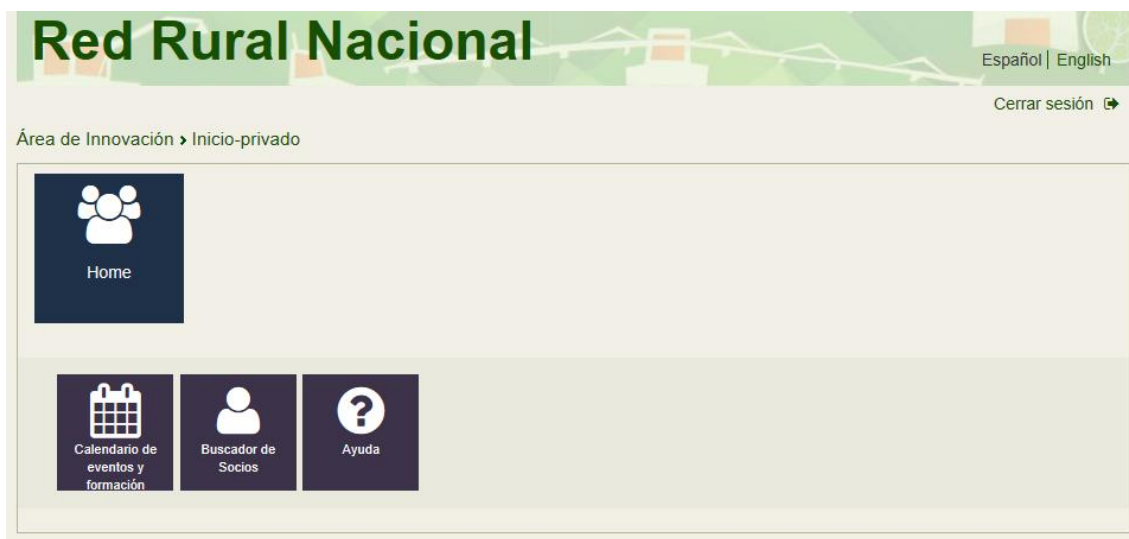 Red Rural Nacional
Español | English
Cerrar sesión
Área de Innovación > Inicio-privado
Home
Calendario de
eventos y
formación
Buscador de
Socios
Ayuda